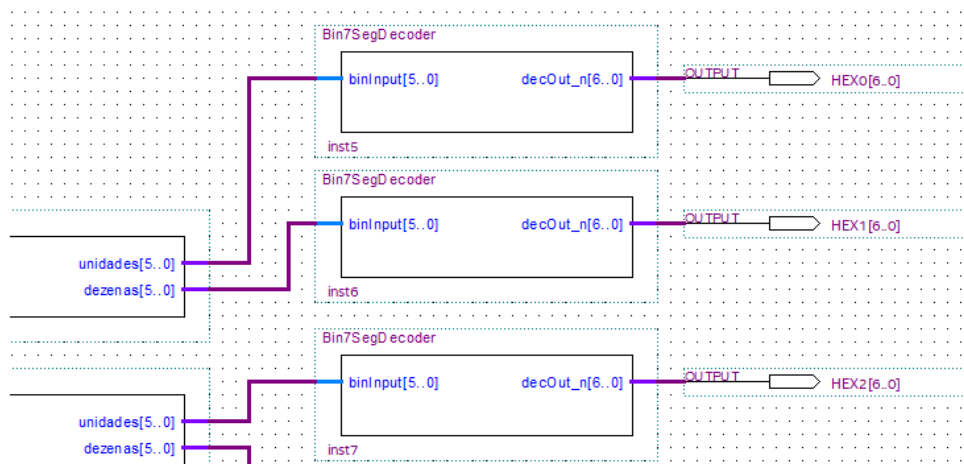 Bin7SegDecoder
binInput[5..0] decOut_n[6..0]
OUTPUT
HEX0[6..0]
inst5
Bin7SegDecoder
binInput[5..0] decOut_n[6..0]
OUTPUT
HEX1[6..0]
inst6
unidades[5..0]
dezenas[5..0]
Bin7SegDecoder
binInput[5..0] decOut_n[6..0]
OUTPUT
HEX2[6..0]
inst7
unidades[5..0]
dezenas[5..0]